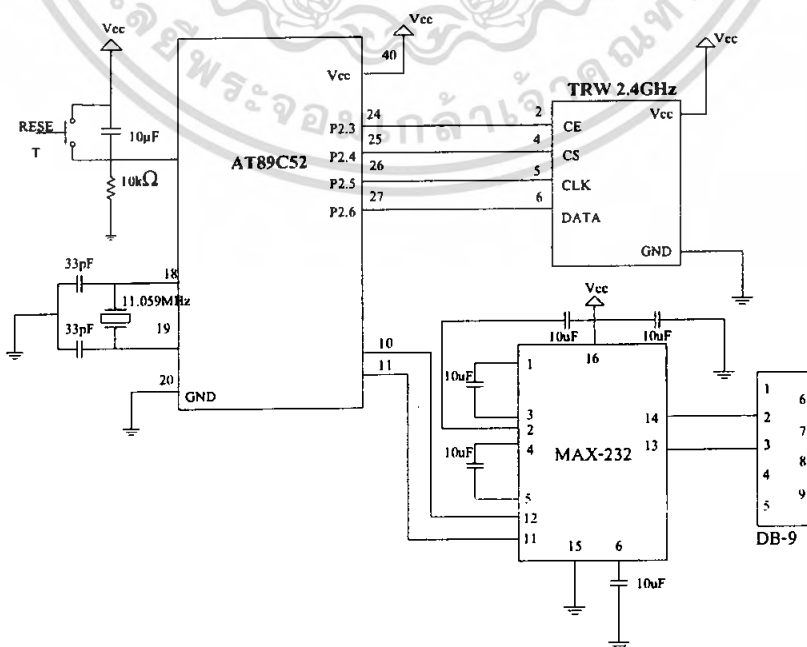 Vcc
RESE
T
10µF
10kΩ
33pF
33pF
11.059MHz
18
19
20
GND
AT89C52
40
Vcc
Vcc
P2.3
24
P2.4
25
P2.5
26
P2.6
27
10
11
TRW 2.4GHz
Vcc
Vcc
2
CE
4
CS
5
CLK
6
DATA
GND
Vcc
10uF
10uF
16
10uF
1
3
2
10uF
4
5
12
11
MAX-232
14
13
15
6
10uF
1
2
3
4
5
6
7
8
9
DB-9